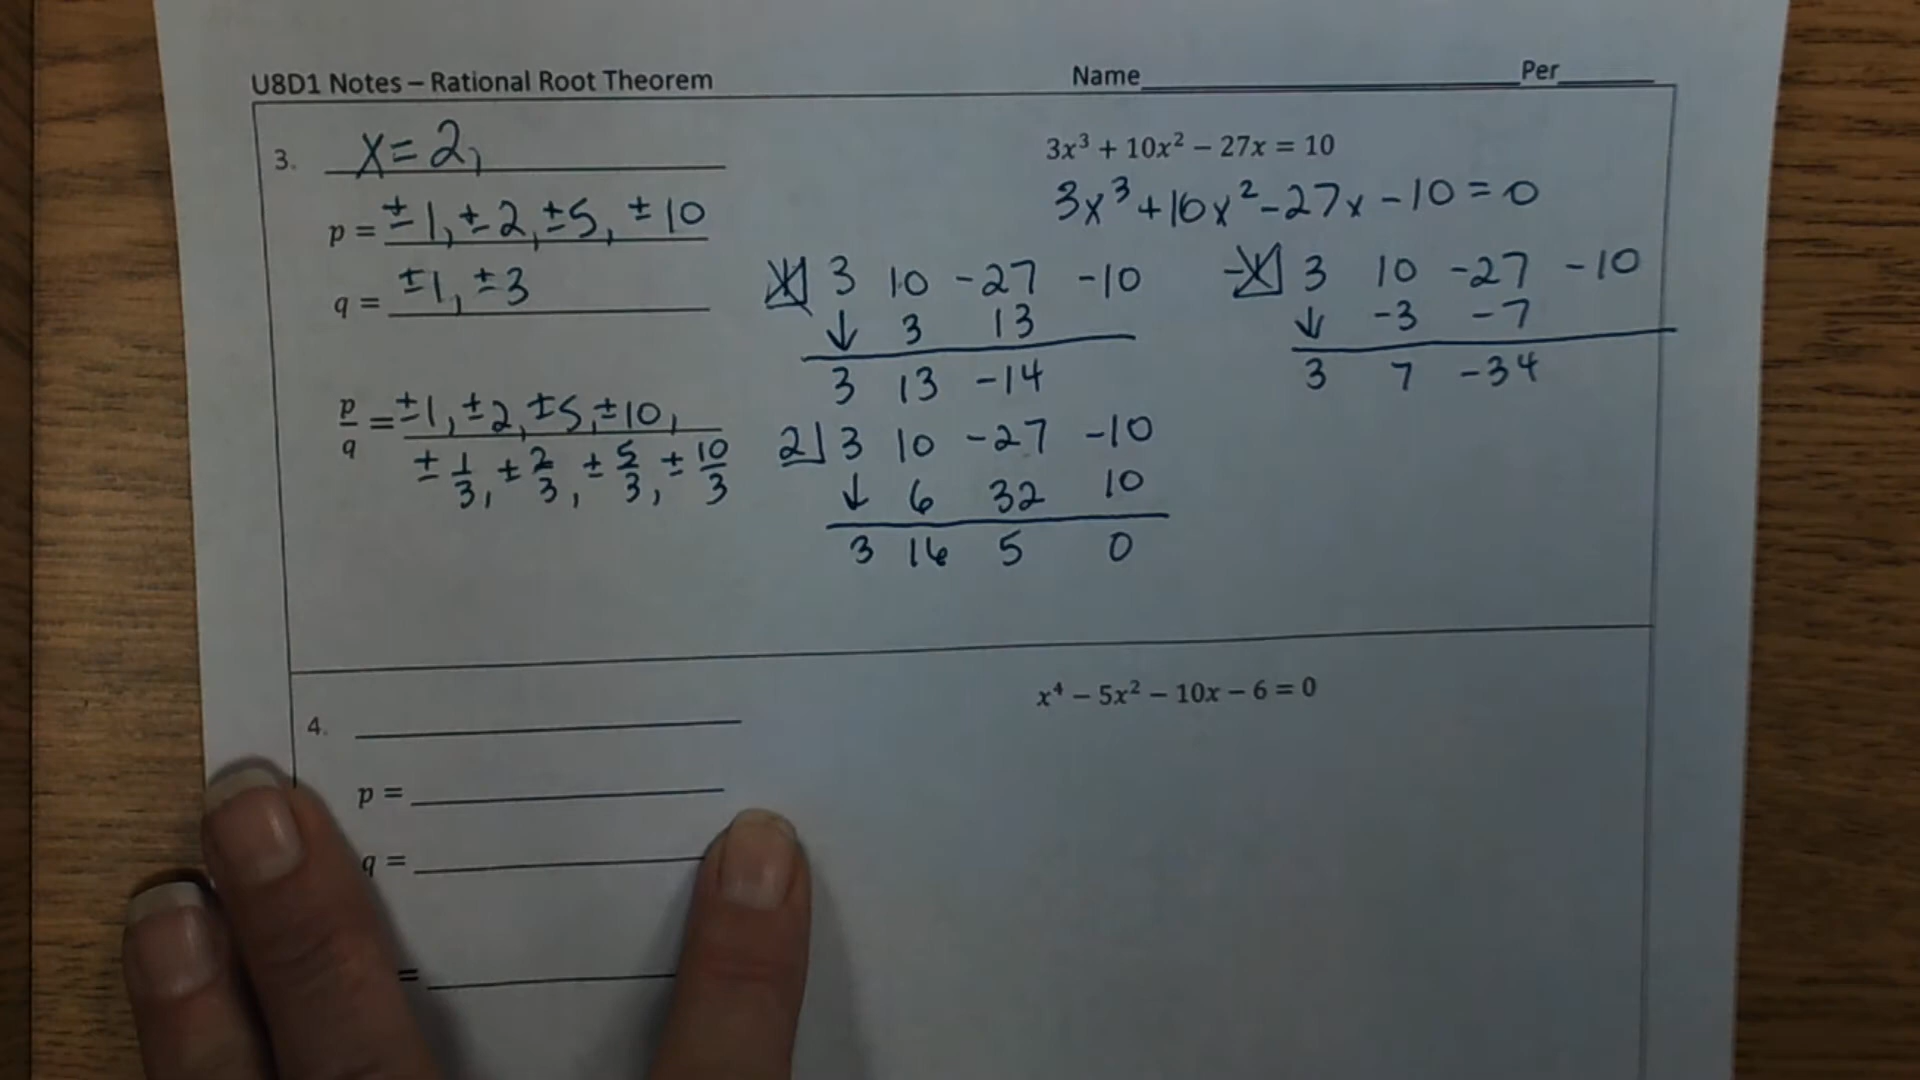 U8D1 Notes – Rational Root Theorem Name Per
3. x = 2,
3x³ + 10x² − 27x = 10
3x³ + 10x² − 27x − 10 = 0
p = ±1, ±2, ±5, ±10
q = ±1, ±3
p/q = ±1, ±2, ±5, ±10,
±1/3, ±2/3, ±5/3, ±10/3
1| 3 10 -27 -10
↓ 3 13
3 13 -14
-1| 3 10 -27 -10
↓ -3 -7
3 7 -34
2| 3 10 -27 -10
↓ 6 32 10
3 16 5 0
4.
x⁴ − 5x² − 10x − 6 = 0
p =
q =
=